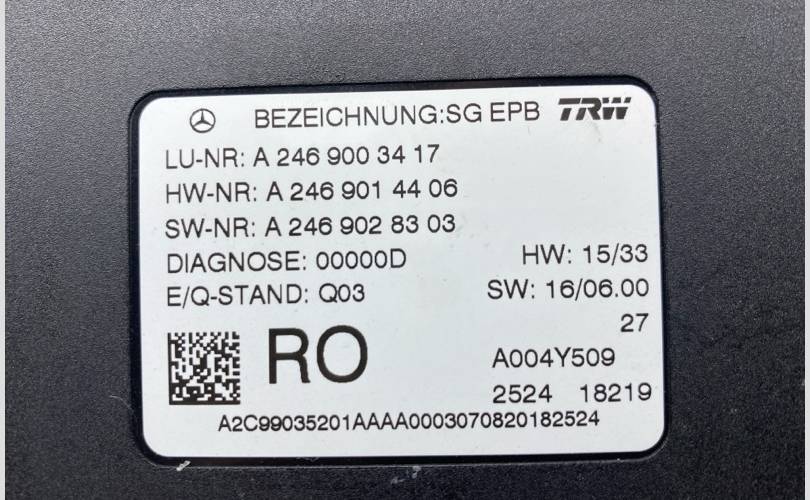 BEZEICHNUNG:SG EPB TRW
LU-NR: A 246 900 34 17
HW-NR: A 246 901 44 06
SW-NR: A 246 902 83 03
DIAGNOSE: 00000D HW: 15/33
E/Q-STAND: Q03 SW: 16/06.00
27
RO A004Y509
2524 18219
A2C99035201AAAA0003070820182524